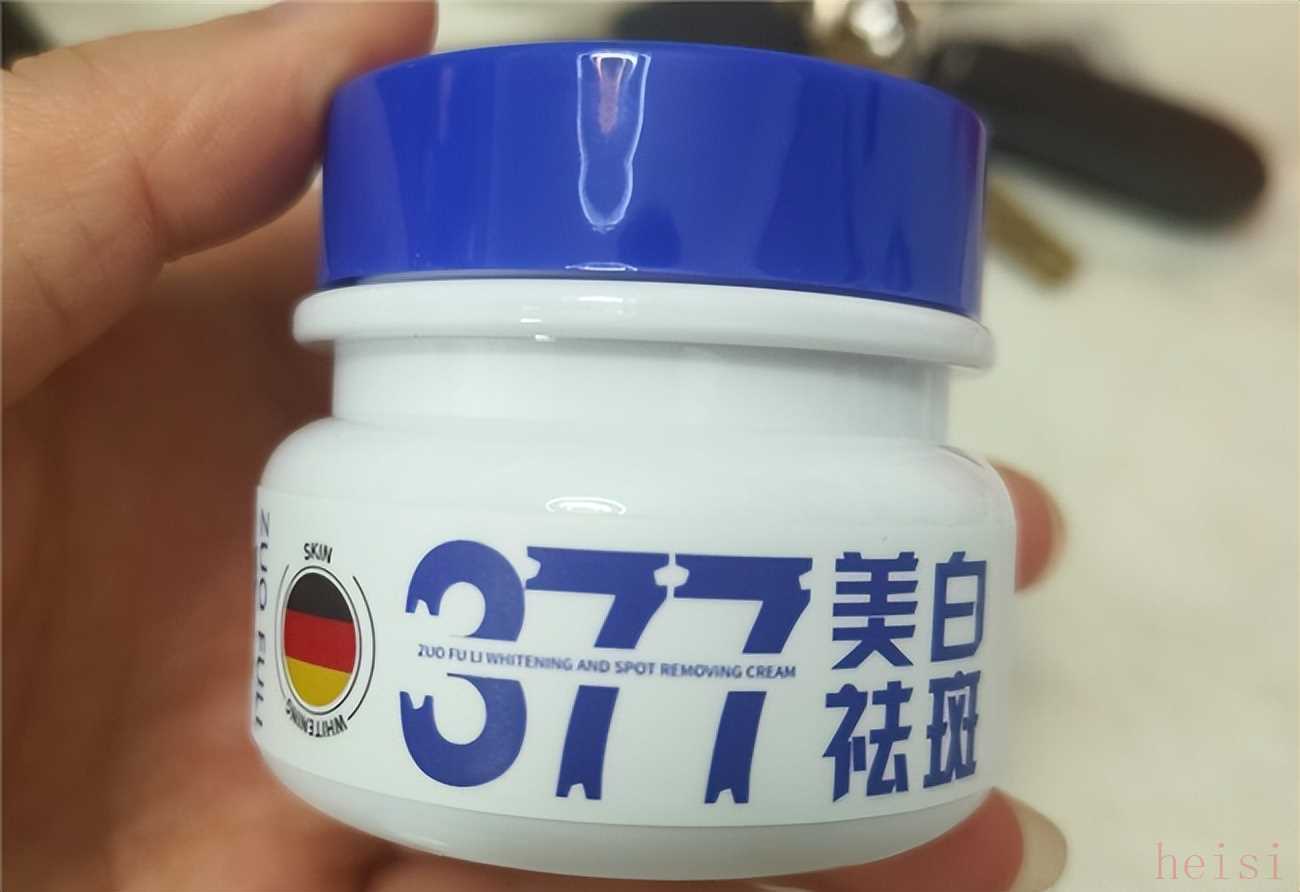 ZUO FU LI
SKIN
WHITENING
377
ZUO FU LI WHITENING AND SPOT REMOVING CREAM
美白
祛斑
heisi